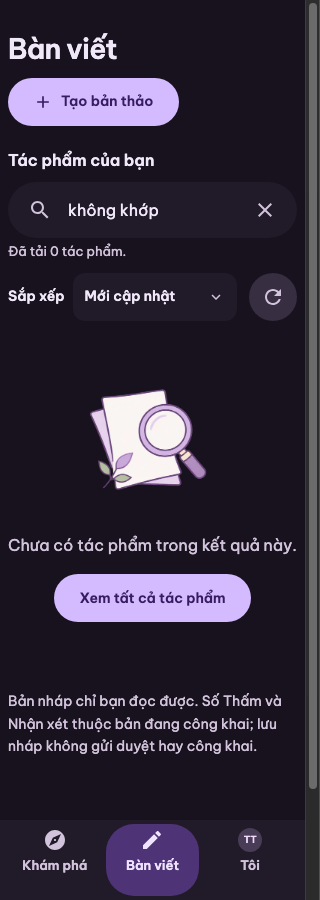 Bàn viết
Tạo bản thảo
Tác phẩm của bạn
không khớp
Đã tải 0 tác phẩm.
Sắp xếp
Mới cập nhật
Chưa có tác phẩm trong kết quả này.
Xem tất cả tác phẩm
Bản nháp chỉ bạn đọc được. Số Thấm và
Nhận xét thuộc bản đang công khai; lưu
nháp không gửi duyệt hay công khai.
TT
Khám phá
Bàn viết
Tôi